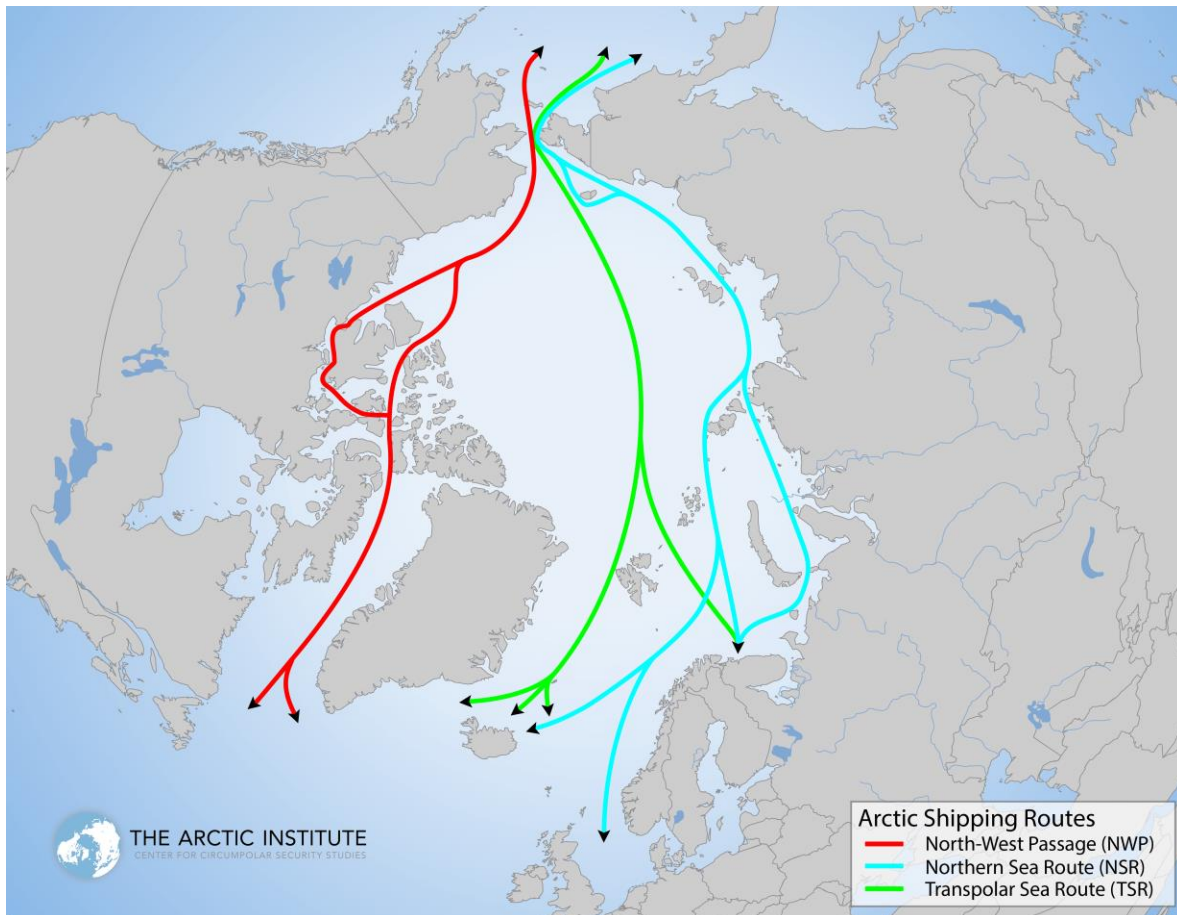 THE ARCTIC INSTITUTE
CENTER FOR CIRCUMPOLAR SECURITY STUDIES
Arctic Shipping Routes
North-West Passage (NWP)
Northern Sea Route (NSR)
Transpolar Sea Route (TSR)